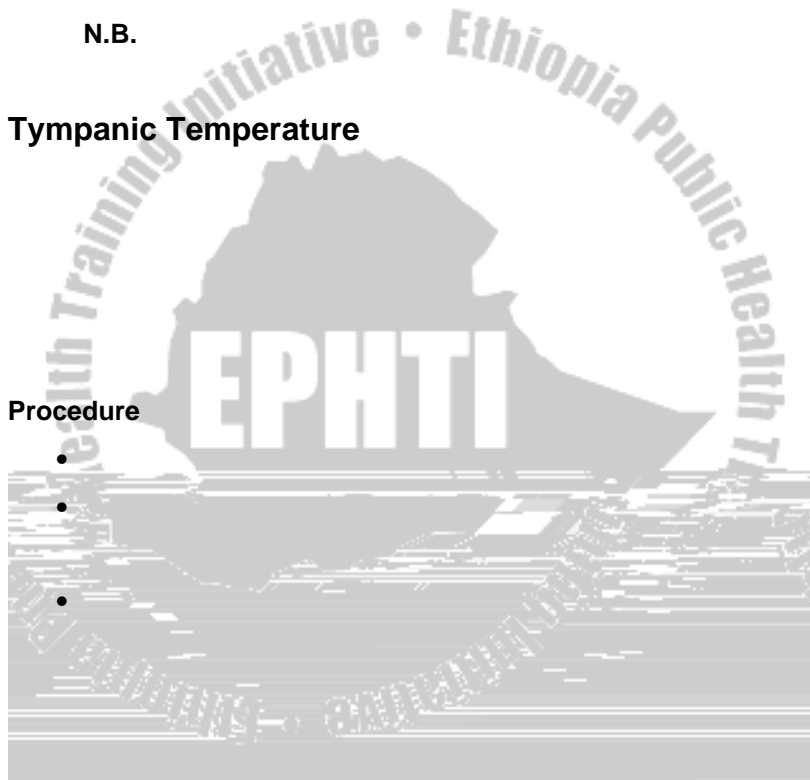 N.B.
Ethiopia Public Health Training Initiative •
Tympanic Temperature
EPHTI
Procedure
•
•
•